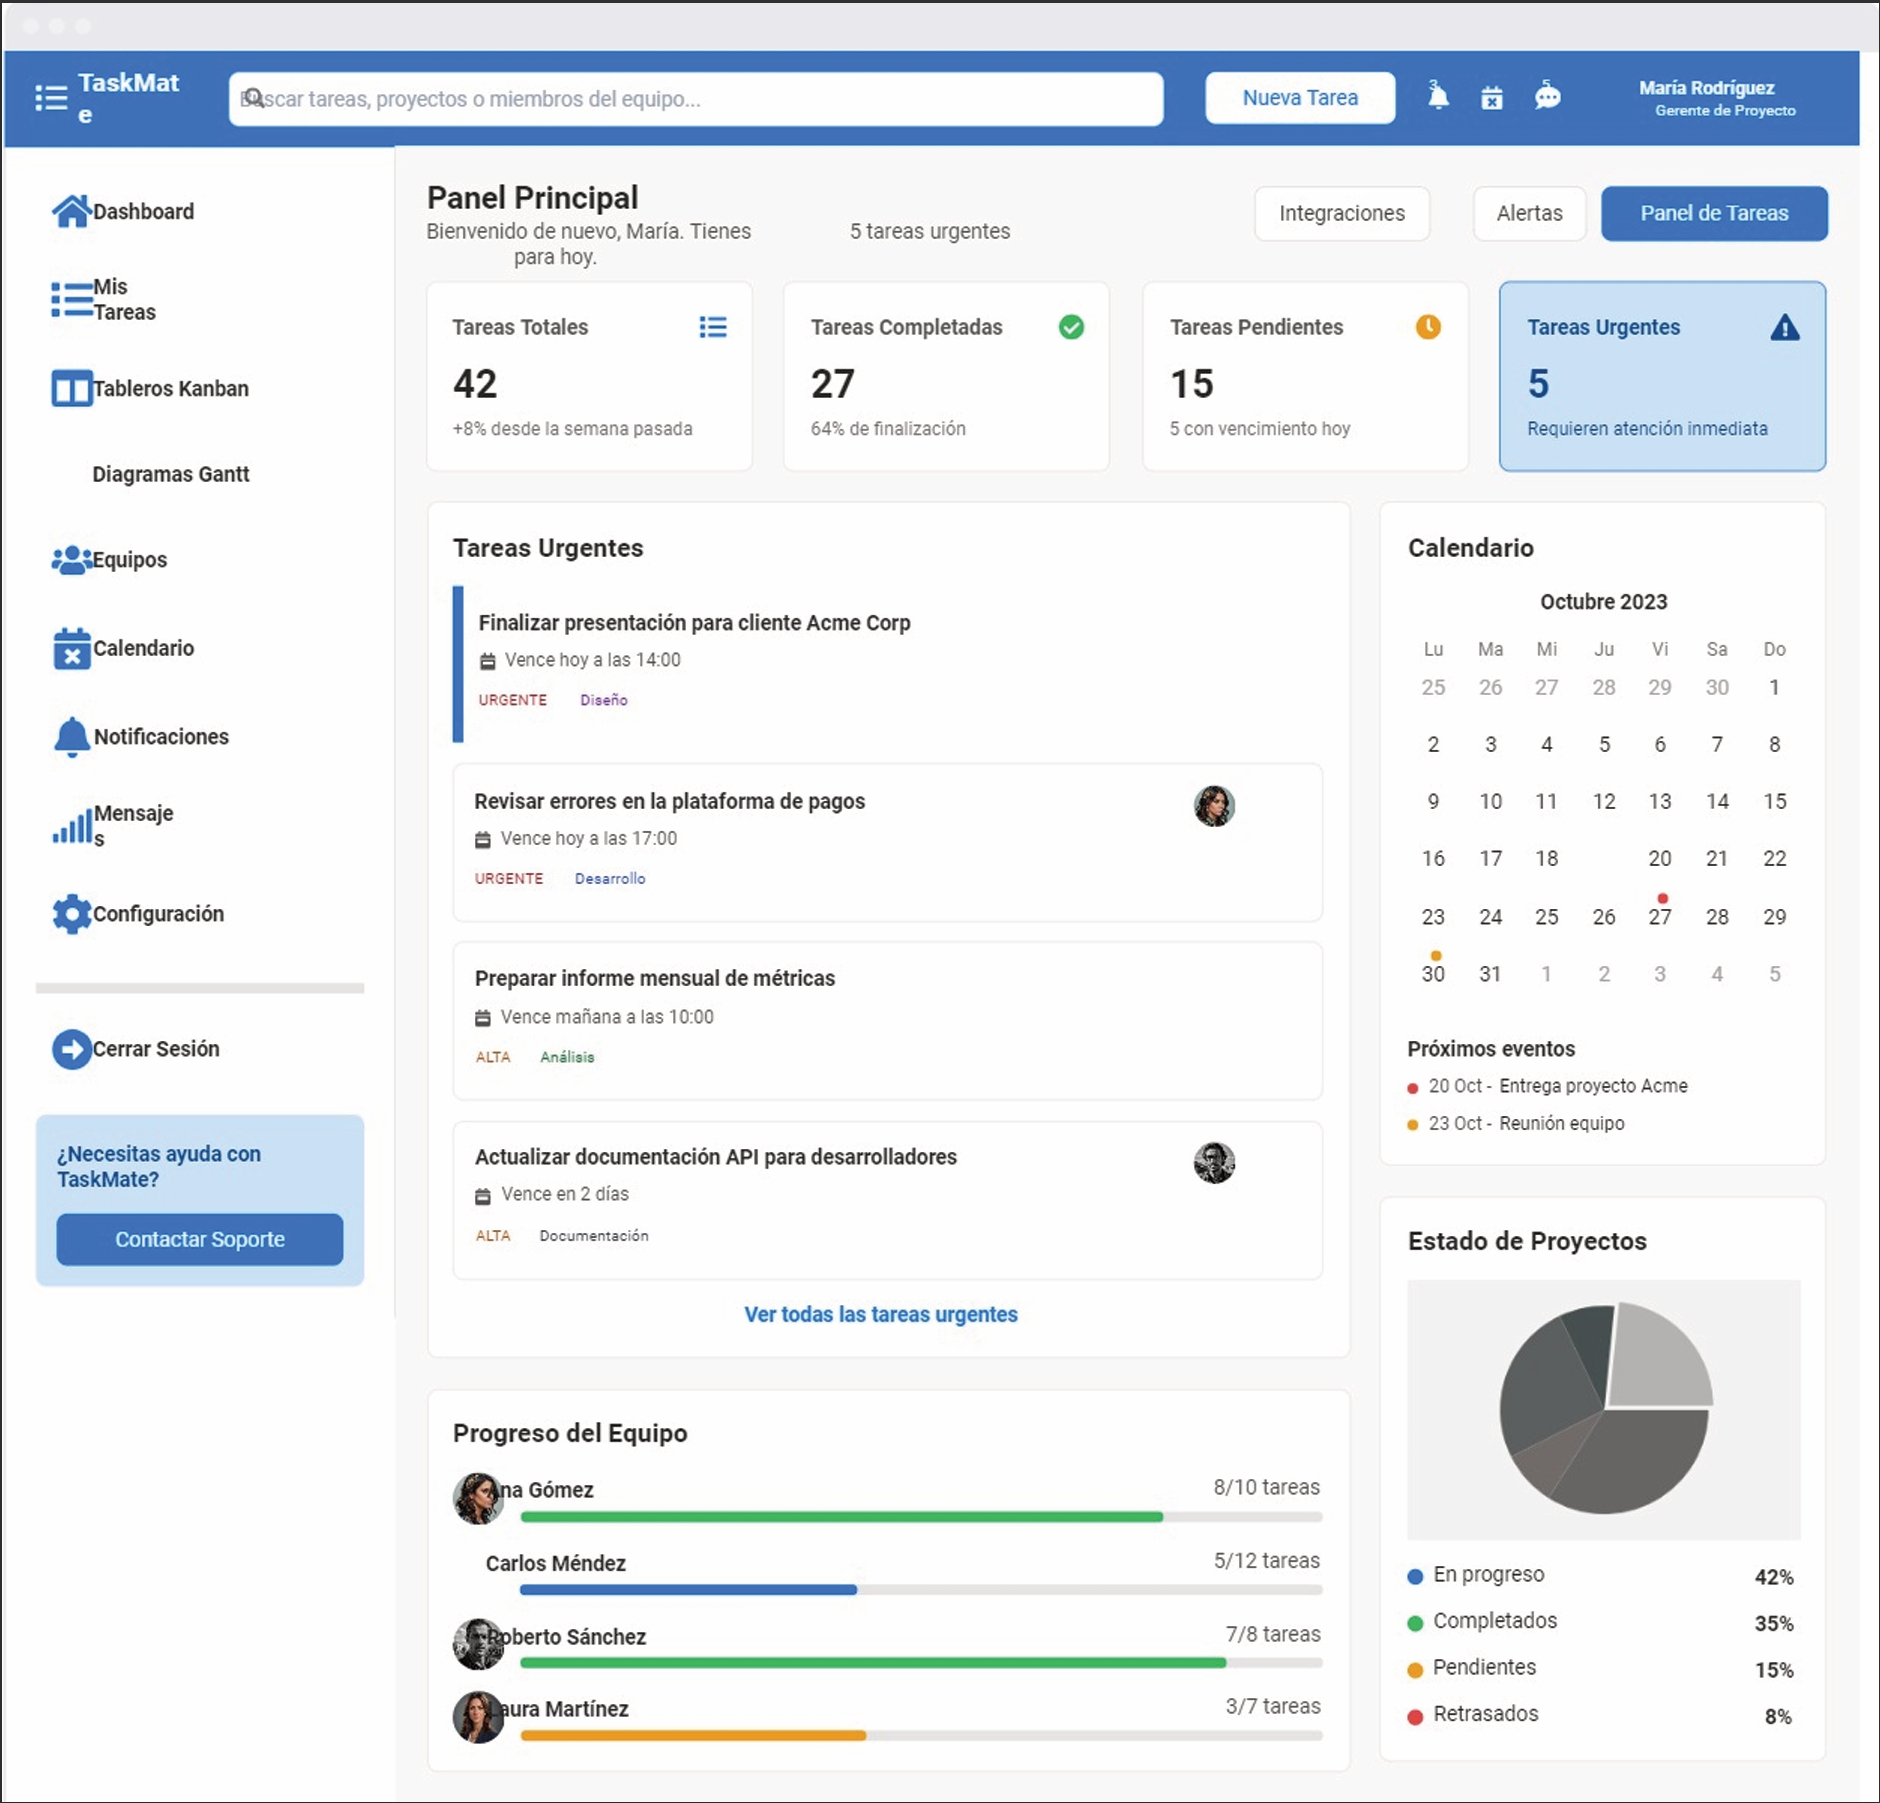 TaskMat
e
Buscar tareas, proyectos o miembros del equipo...
Nueva Tarea
3
5
María Rodríguez
Gerente de Proyecto
Dashboard
Mis
Tareas
Tableros Kanban
Diagramas Gantt
Equipos
Calendario
Notificaciones
Mensaje
s
Configuración
Cerrar Sesión
¿Necesitas ayuda con
TaskMate?
Contactar Soporte
Panel Principal
Bienvenido de nuevo, María. Tienes 5 tareas urgentes
para hoy.
Integraciones
Alertas
Panel de Tareas
Tareas Totales
42
+8% desde la semana pasada
Tareas Completadas
27
64% de finalización
Tareas Pendientes
15
5 con vencimiento hoy
Tareas Urgentes
5
Requieren atención inmediata
Tareas Urgentes
Finalizar presentación para cliente Acme Corp
Vence hoy a las 14:00
URGENTE Diseño
Revisar errores en la plataforma de pagos
Vence hoy a las 17:00
URGENTE Desarrollo
Preparar informe mensual de métricas
Vence mañana a las 10:00
ALTA Análisis
Actualizar documentación API para desarrolladores
Vence en 2 días
ALTA Documentación
Ver todas las tareas urgentes
Progreso del Equipo
na Gómez 8/10 tareas
Carlos Méndez 5/12 tareas
Roberto Sánchez 7/8 tareas
Laura Martínez 3/7 tareas
Calendario
Octubre 2023
Lu Ma Mi Ju Vi Sa Do
25 26 27 28 29 30 1
2 3 4 5 6 7 8
9 10 11 12 13 14 15
16 17 18 20 21 22
23 24 25 26 27 28 29
30 31 1 2 3 4 5
Próximos eventos
20 Oct - Entrega proyecto Acme
23 Oct - Reunión equipo
Estado de Proyectos
En progreso 42%
Completados 35%
Pendientes 15%
Retrasados 8%